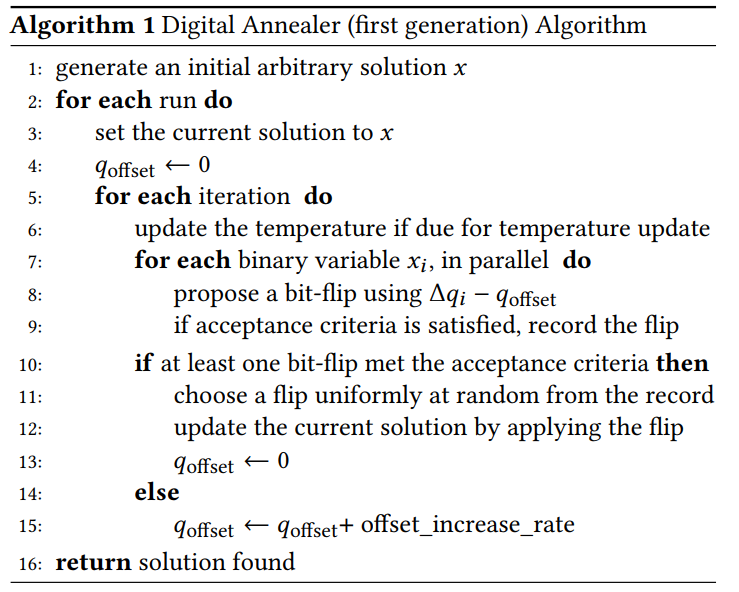 Algorithm 1 Digital Annealer (first generation) Algorithm
1: generate an initial arbitrary solution x
2: for each run do
3: set the current solution to x
4: q_offset ← 0
5: for each iteration do
6: update the temperature if due for temperature update
7: for each binary variable x_i, in parallel do
8: propose a bit-flip using Δq_i − q_offset
9: if acceptance criteria is satisfied, record the flip
10: if at least one bit-flip met the acceptance criteria then
11: choose a flip uniformly at random from the record
12: update the current solution by applying the flip
13: q_offset ← 0
14: else
15: q_offset ← q_offset+ offset_increase_rate
16: return solution found